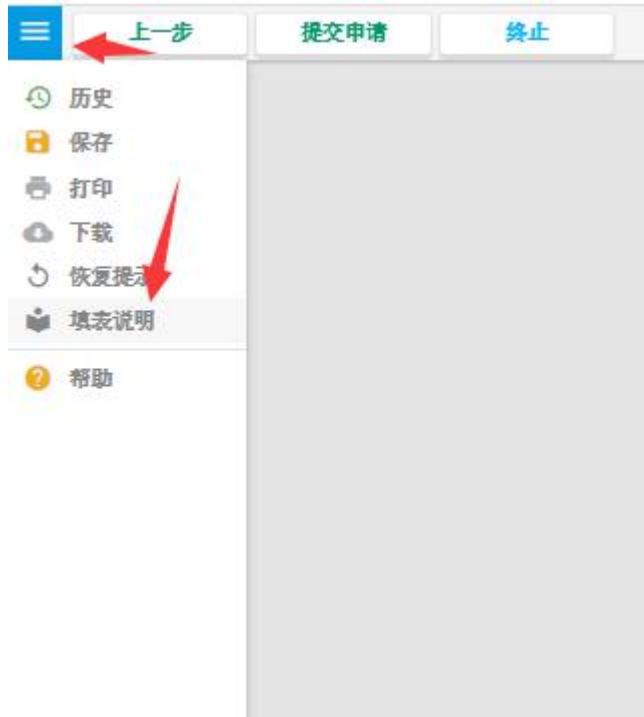 上一步 提交申请 终止
历史
保存
打印
下载
恢复提示
填表说明
帮助